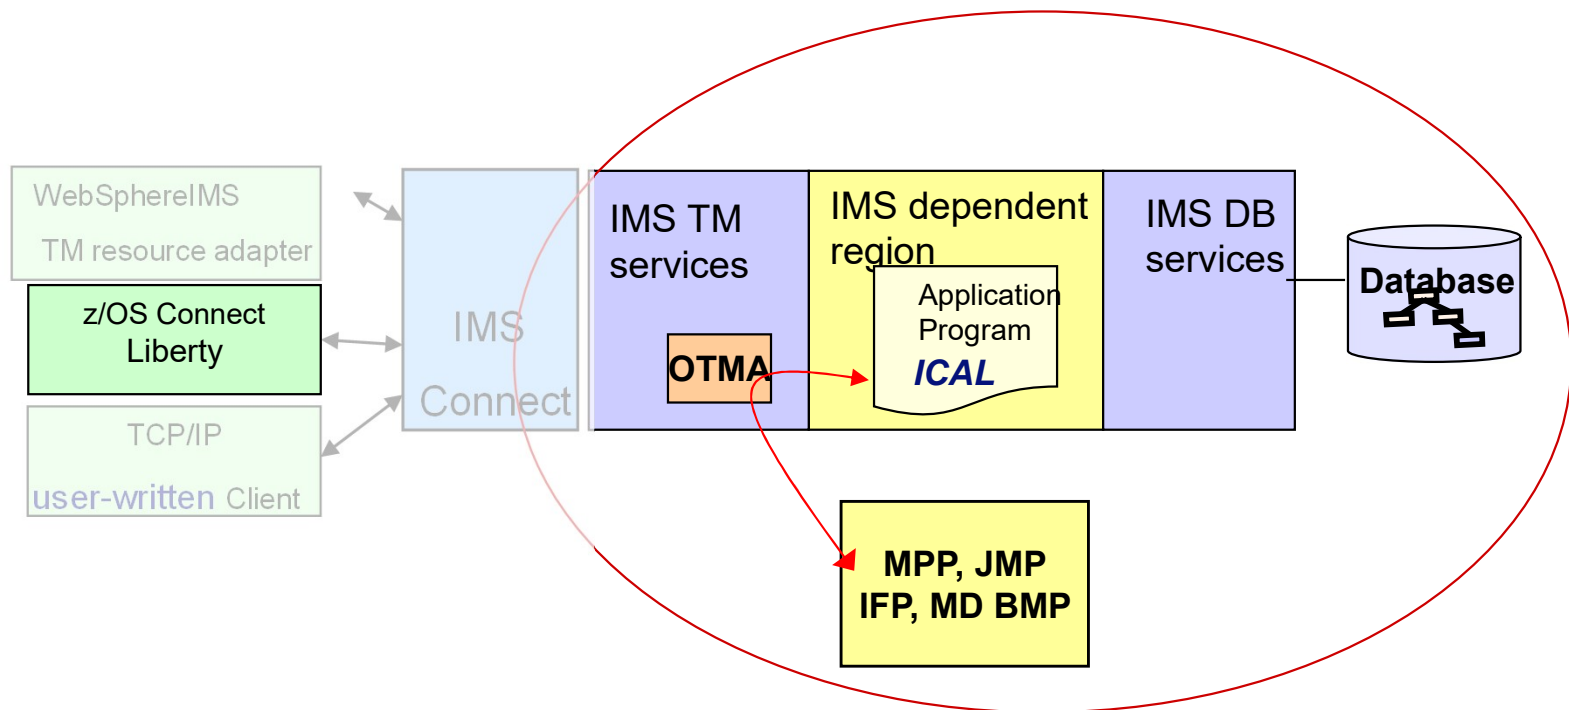 WebSphereIMS
TM resource adapter
z/OS Connect
Liberty
TCP/IP
user-written Client
IMS
Connect
IMS TM
services
OTMA
IMS dependent
region
Application
Program
ICAL
IMS DB
services
Database
MPP, JMP
IFP, MD BMP